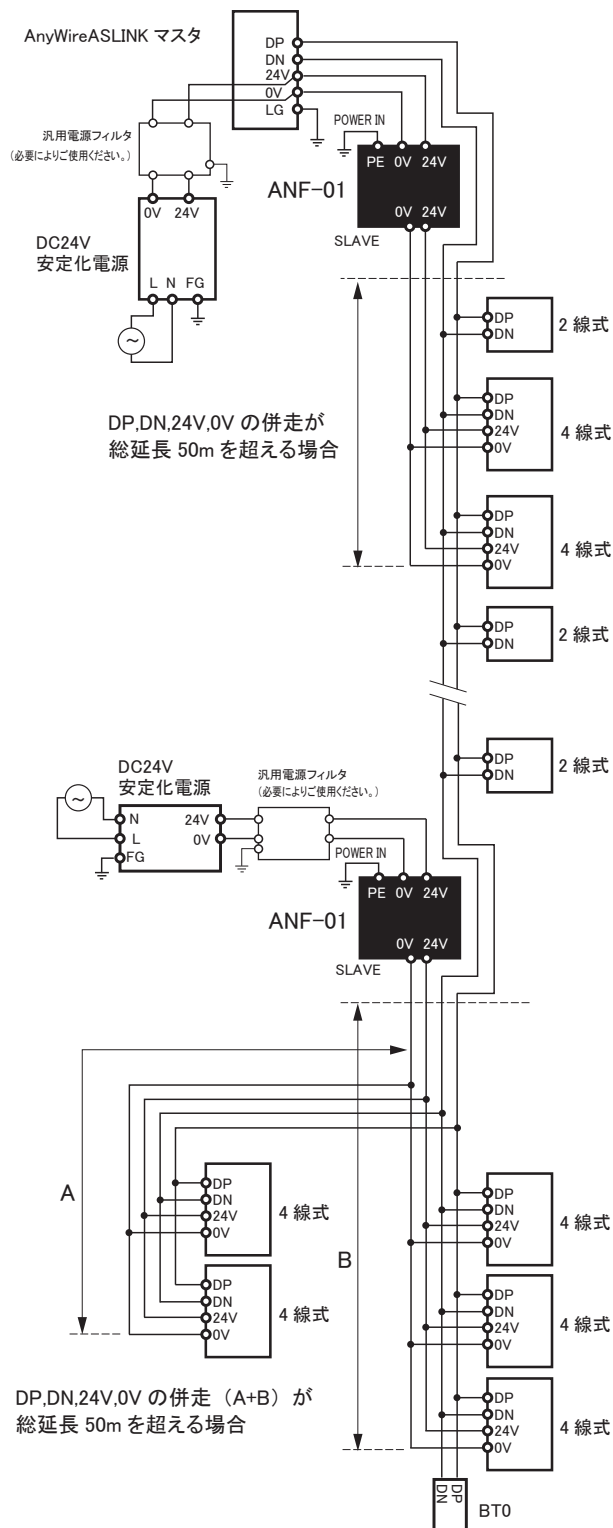 AnyWireASLINK マスタ
DP
DN
24V
0V
LG
汎用電源フィルタ
(必要によりご使用ください。)
POWER IN
PE 0V 24V
ANF-01
0V 24V
SLAVE
0V 24V
DC24V
安定化電源
L N FG
~
DP
DN
2 線式
DP,DN,24V,0V の併走が
総延長 50m を超える場合
DP
DN
24V
0V
4 線式
DP
DN
24V
0V
4 線式
DP
DN
2 線式
DP
DN
2 線式
DC24V
安定化電源
汎用電源フィルタ
(必要によりご使用ください。)
~
N
L
FG
24V
0V
POWER IN
PE 0V 24V
ANF-01
0V 24V
SLAVE
A
B
DP
DN
24V
0V
4 線式
DP
DN
24V
0V
4 線式
DP
DN
24V
0V
4 線式
DP
DN
24V
0V
4 線式
DP
DN
24V
0V
4 線式
DP,DN,24V,0V の併走（A+B）が
総延長 50m を超える場合
DN
DP
BT0